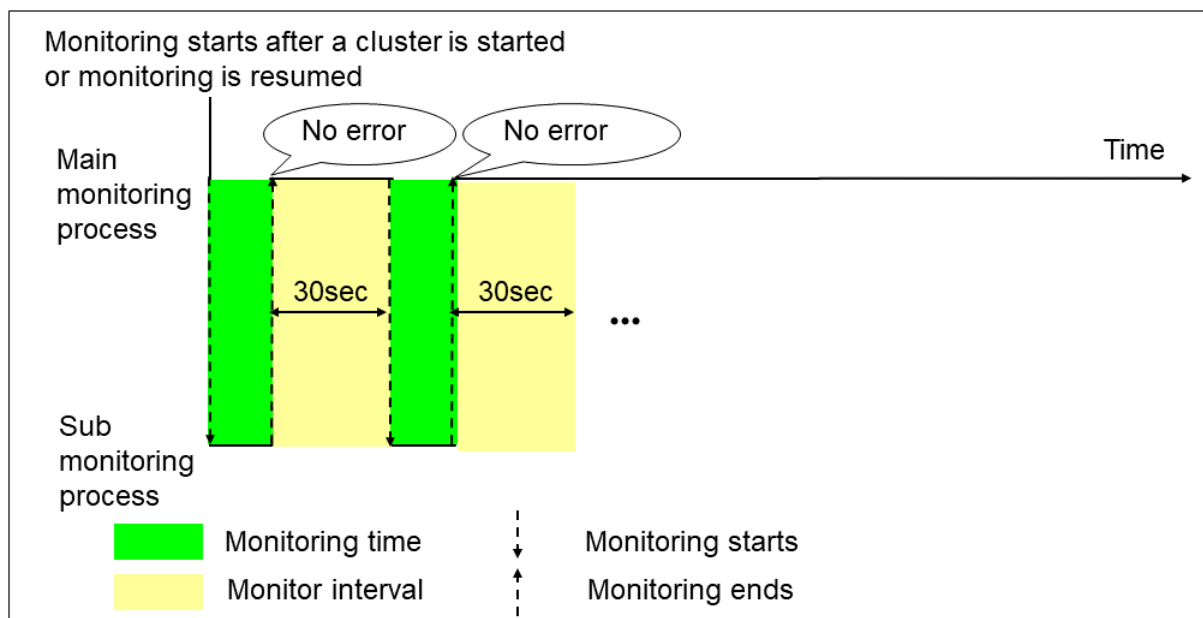 Monitoring starts after a cluster is started
or monitoring is resumed
No error
No error
Time
Main
monitoring
process
30sec
30sec
...
Sub
monitoring
process
Monitoring time
Monitoring starts
Monitor interval
Monitoring ends